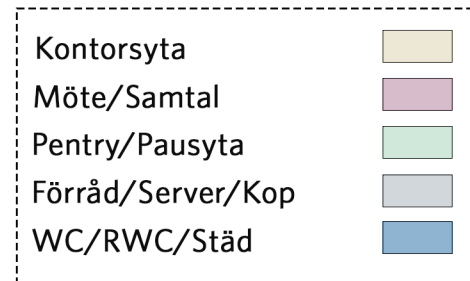 Kontorsyta
Möte/Samtal
Pentry/Pausyta
Förråd/Server/Kop
WC/RWC/Städ